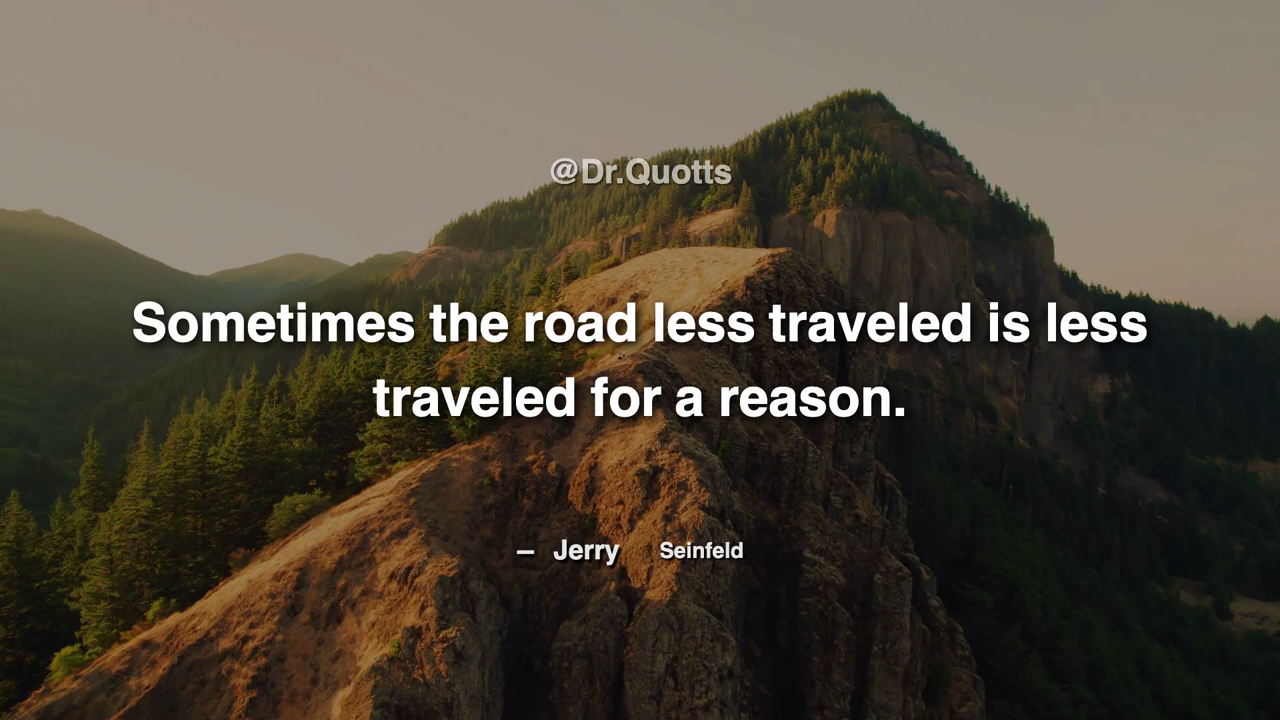 @Dr.Quotts
Sometimes the road less traveled is less
traveled for a reason.
– Jerry Seinfeld